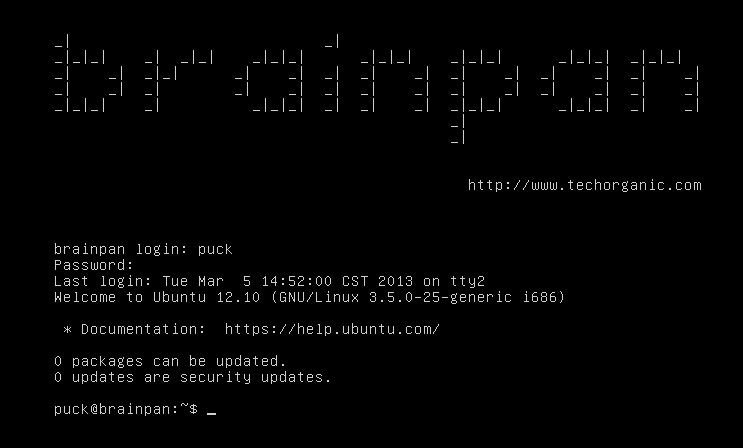 brainpan
http://www.techorganic.com
brainpan login: puck
Password:
Last login: Tue Mar  5 14:52:00 CST 2013 on tty2
Welcome to Ubuntu 12.10 (GNU/Linux 3.5.0-25-generic i686)
 * Documentation:  https://help.ubuntu.com/
0 packages can be updated.
0 updates are security updates.
puck@brainpan:~$ _